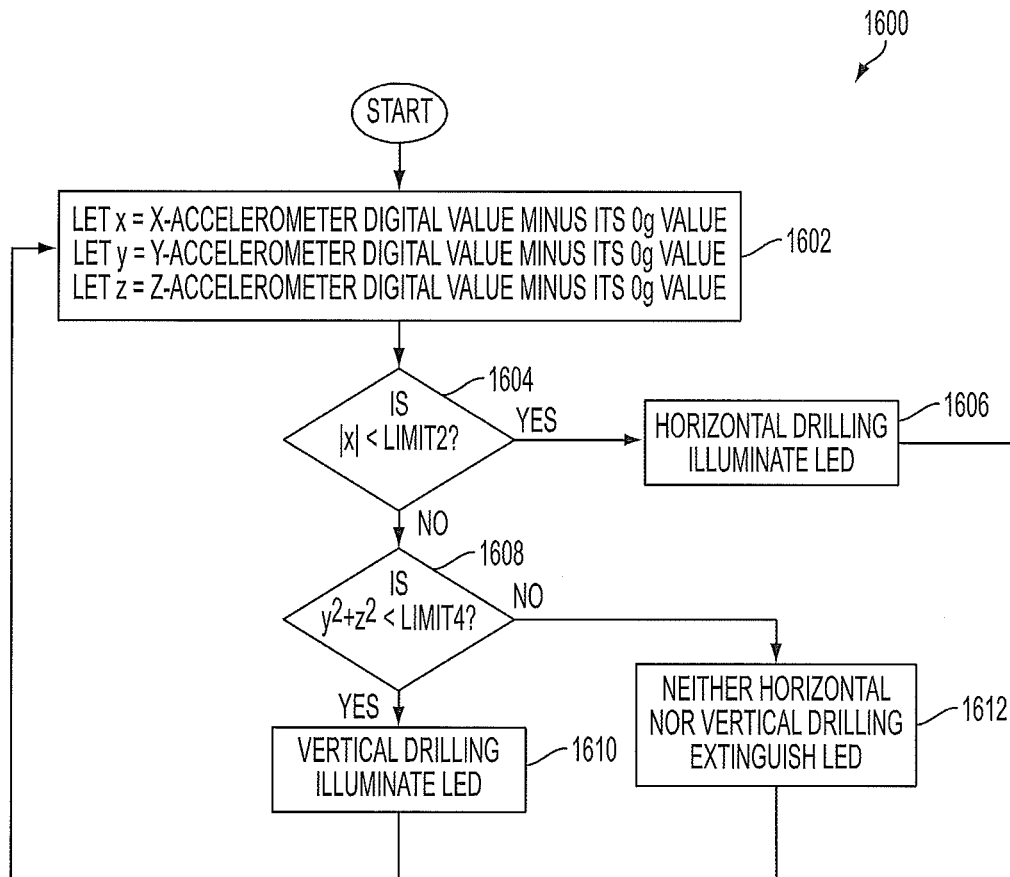 1600
START
LET x = X-ACCELEROMETER DIGITAL VALUE MINUS ITS 0g VALUE
LET y = Y-ACCELEROMETER DIGITAL VALUE MINUS ITS 0g VALUE
LET z = Z-ACCELEROMETER DIGITAL VALUE MINUS ITS 0g VALUE
1602
1604
IS
|x| < LIMIT2?
YES
HORIZONTAL DRILLING
ILLUMINATE LED
1606
NO
1608
IS
y²+z² < LIMIT4?
NO
YES
VERTICAL DRILLING
ILLUMINATE LED
1610
NEITHER HORIZONTAL
NOR VERTICAL DRILLING
EXTINGUISH LED
1612